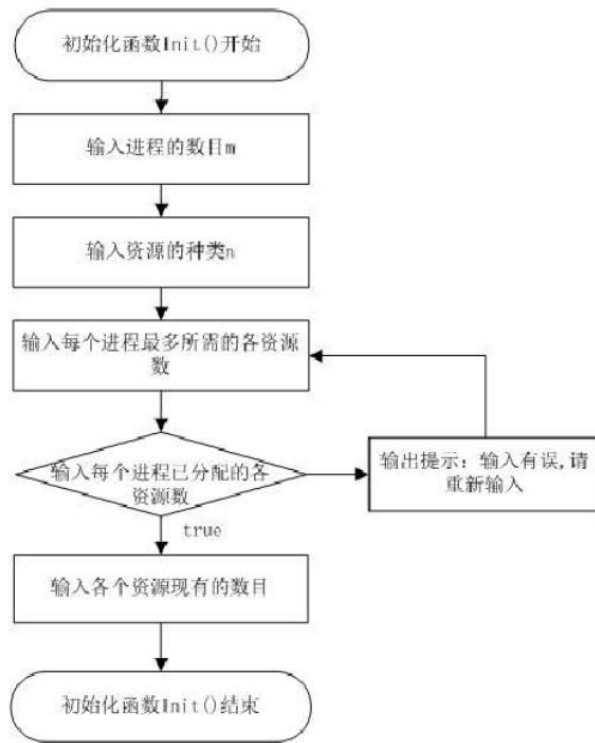 初始化函数Init()开始
输入进程的数目m
输入资源的种类n
输入每个进程最多所需的各资源
数
输入每个进程已分配的各
资源数
输出提示：输入有误,请
重新输入
true
输入各个资源现有的数目
初始化函数Init()结束